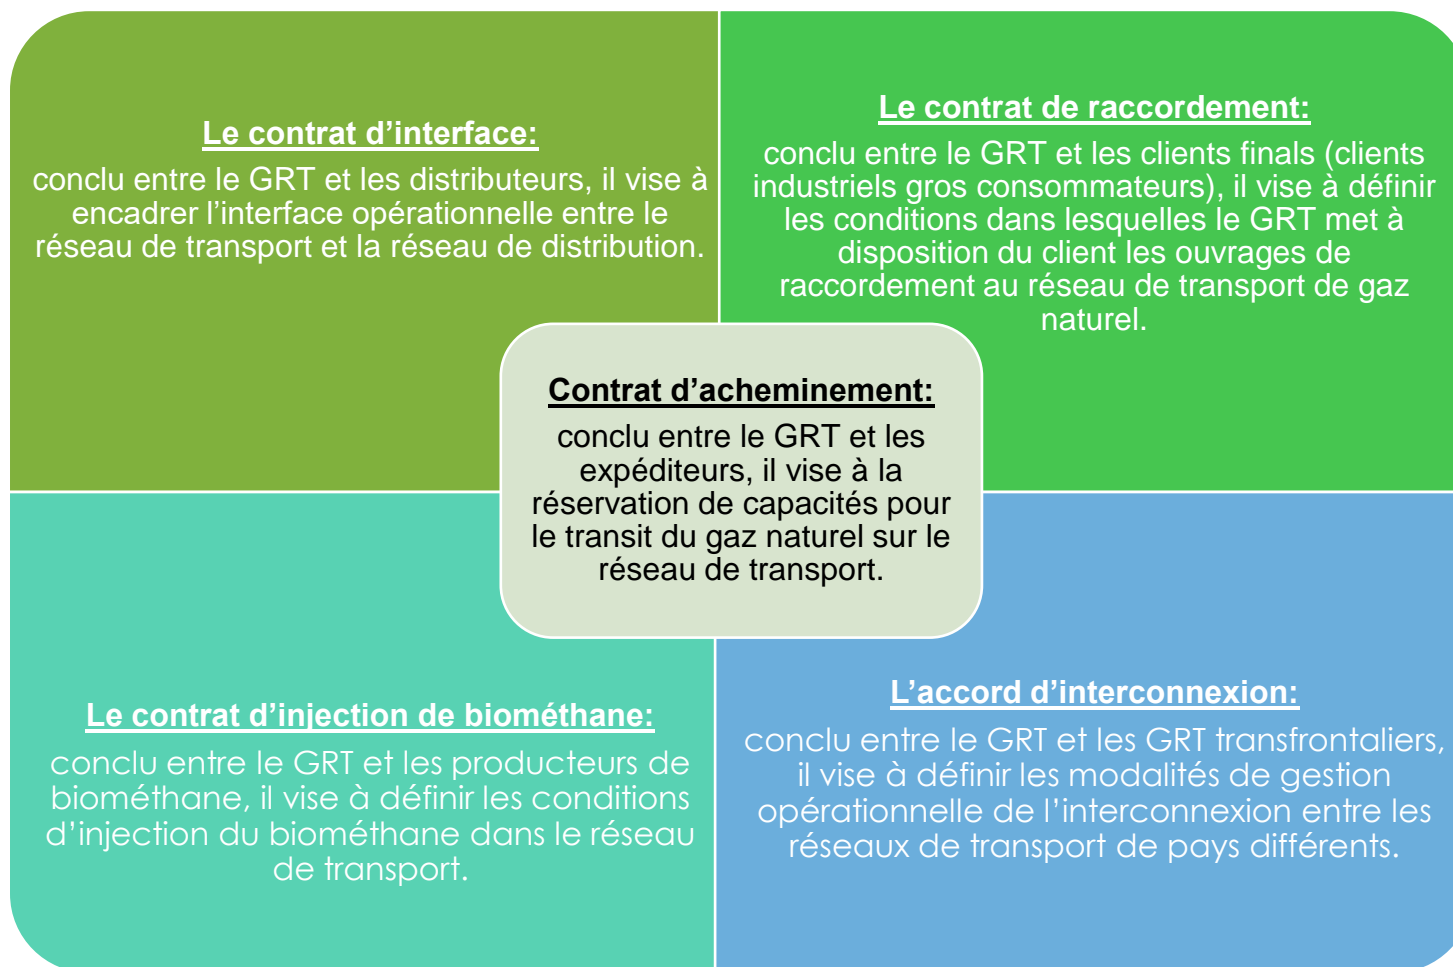 Le contrat d’interface:
conclu entre le GRT et les distributeurs, il vise à
encadrer l’interface opérationnelle entre le
réseau de transport et la réseau de distribution.
Le contrat de raccordement:
conclu entre le GRT et les clients finals (clients
industriels gros consommateurs), il vise à définir
les conditions dans lesquelles le GRT met à
disposition du client les ouvrages de
raccordement au réseau de transport de gaz
naturel.
Contrat d’acheminement:
conclu entre le GRT et les
expéditeurs, il vise à la
réservation de capacités pour
le transit du gaz naturel sur le
réseau de transport.
Le contrat d’injection de biométhane:
conclu entre le GRT et les producteurs de
biométhane, il vise à définir les conditions
d’injection du biométhane dans le réseau
de transport.
L’accord d’interconnexion:
conclu entre le GRT et les GRT transfrontaliers,
il vise à définir les modalités de gestion
opérationnelle de l’interconnexion entre les
réseaux de transport de pays différents.